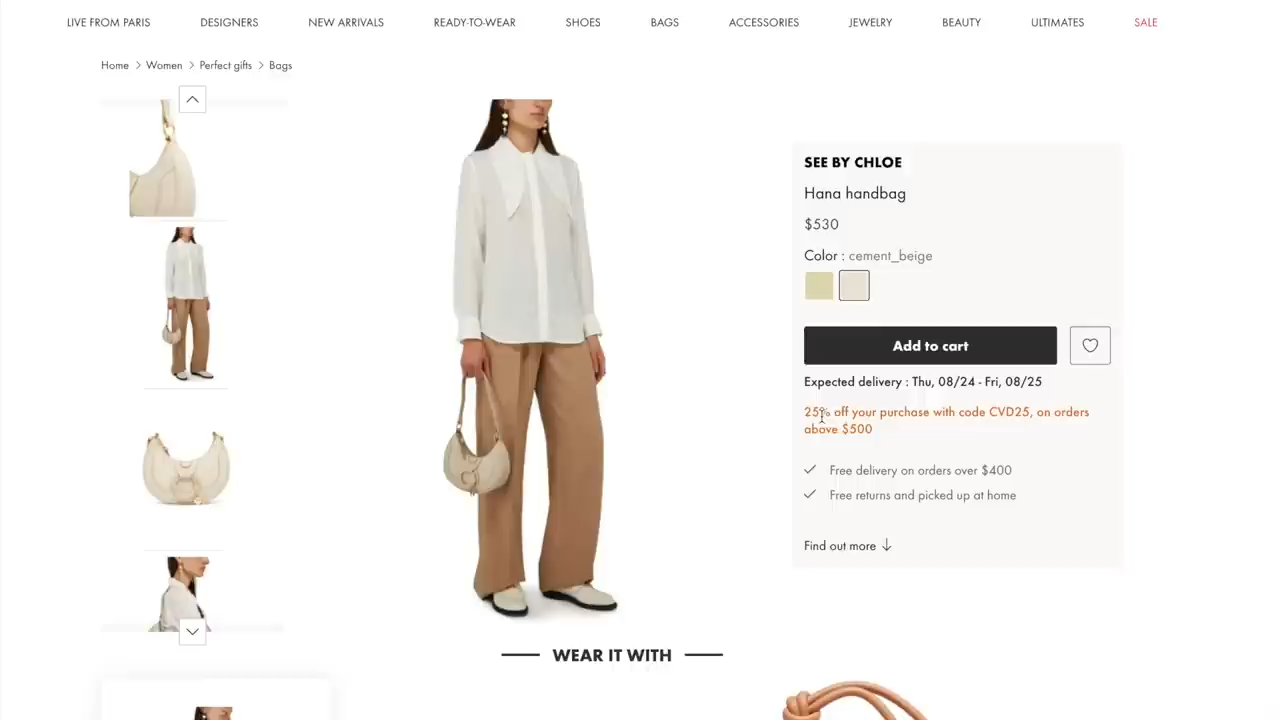 LIVE FROM PARIS DESIGNERS NEW ARRIVALS READY-TO-WEAR SHOES BAGS ACCESSORIES JEWELRY BEAUTY ULTIMATES SALE
Home > Women > Perfect gifts > Bags
SEE BY CHLOE
Hana handbag
$530
Color : cement_beige
Add to cart
Expected delivery : Thu, 08/24 - Fri, 08/25
25% off your purchase with code CVD25, on orders
above $500
Free delivery on orders over $400
Free returns and picked up at home
Find out more
WEAR IT WITH